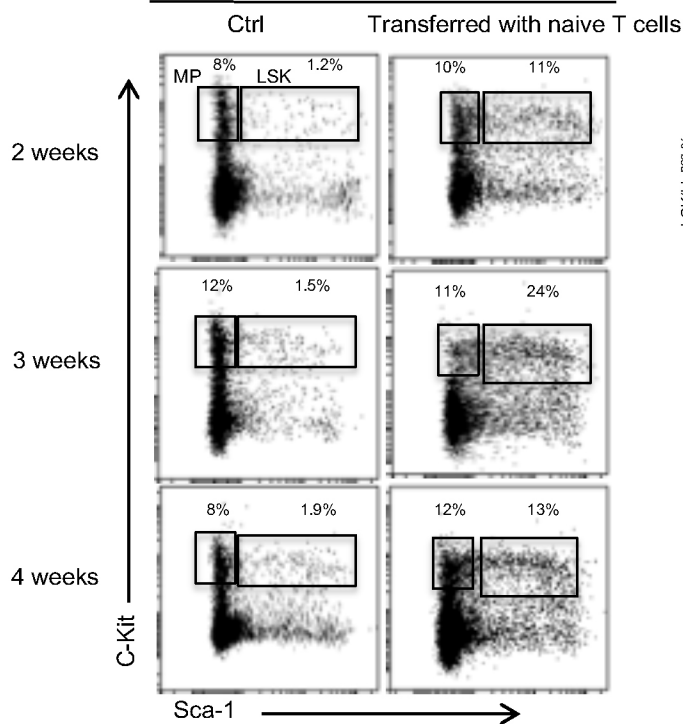 Ctrl
Transferred with naive T cells
8%
1.2%
MP
LSK
10%
11%
2 weeks
12%
1.5%
11%
24%
3 weeks
8%
1.9%
12%
13%
4 weeks
C-Kit
Sca-1